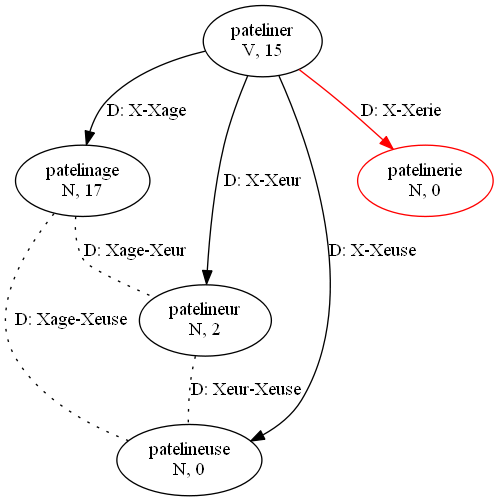 pateliner
V, 15
D: X-Xage
D: X-Xerie
patelinage
N, 17
D: X-Xeur
patelinerie
N, 0
D: Xage-Xeur
D: X-Xeuse
patelineur
N, 2
D: Xage-Xeuse
D: Xeur-Xeuse
patelineuse
N, 0